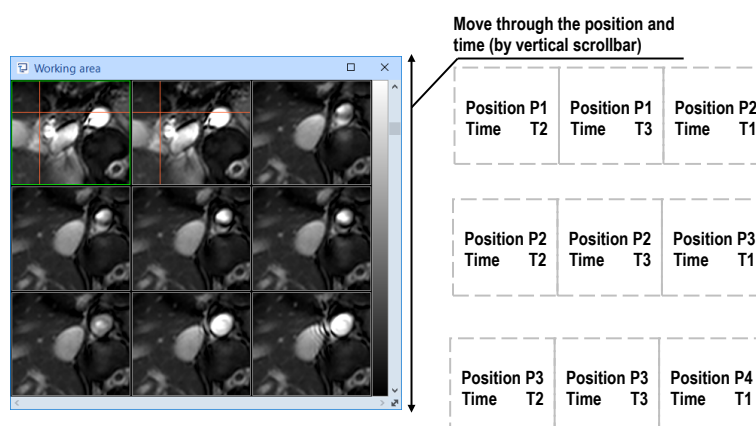 Move through the position and
time (by vertical scrollbar)
Working area
Position P1 Position P1 Position P2
Time T2 Time T3 Time T1
Position P2 Position P2 Position P3
Time T2 Time T3 Time T1
Position P3 Position P3 Position P4
Time T2 Time T3 Time T1